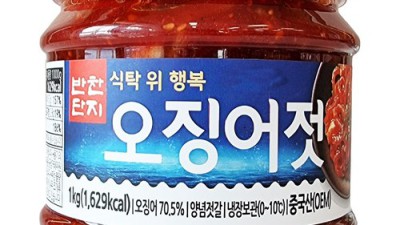 반찬
단지
식탁 위 행복
오징어젓
1kg(1,629kcal) | 오징어 70.5% | 양념젓갈 | 냉장보관(0~10℃) | 중국산(OEM)